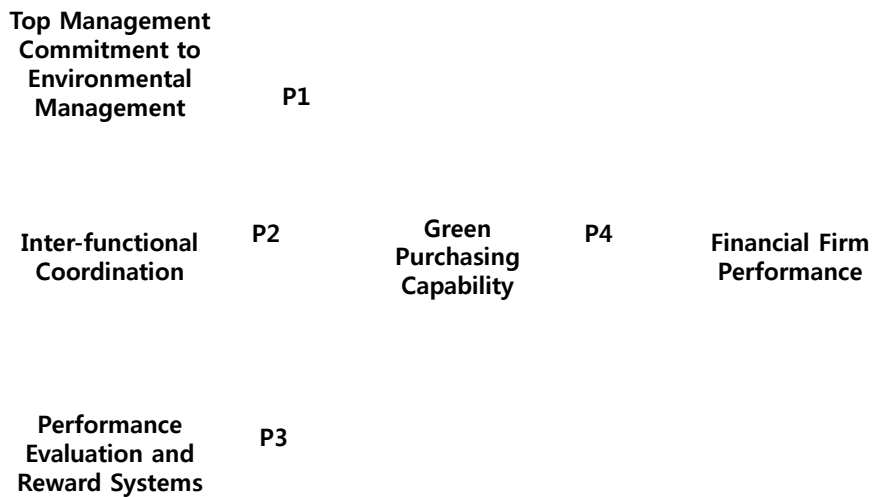 Top Management
Commitment to
Environmental
Management
P1
Inter-functional
Coordination
P2
Green
Purchasing
Capability
P4
Financial Firm
Performance
Performance
Evaluation and
Reward Systems
P3